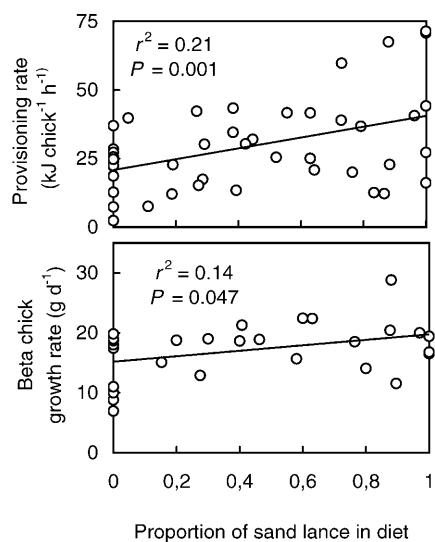 75
50
25
0
Provisioning rate
(kJ chick⁻¹ h⁻¹)
r² = 0.21
P = 0.001
30
20
10
0
Beta chick
growth rate (g d⁻¹)
r² = 0.14
P = 0.047
0 0,2 0,4 0,6 0,8 1
Proportion of sand lance in diet